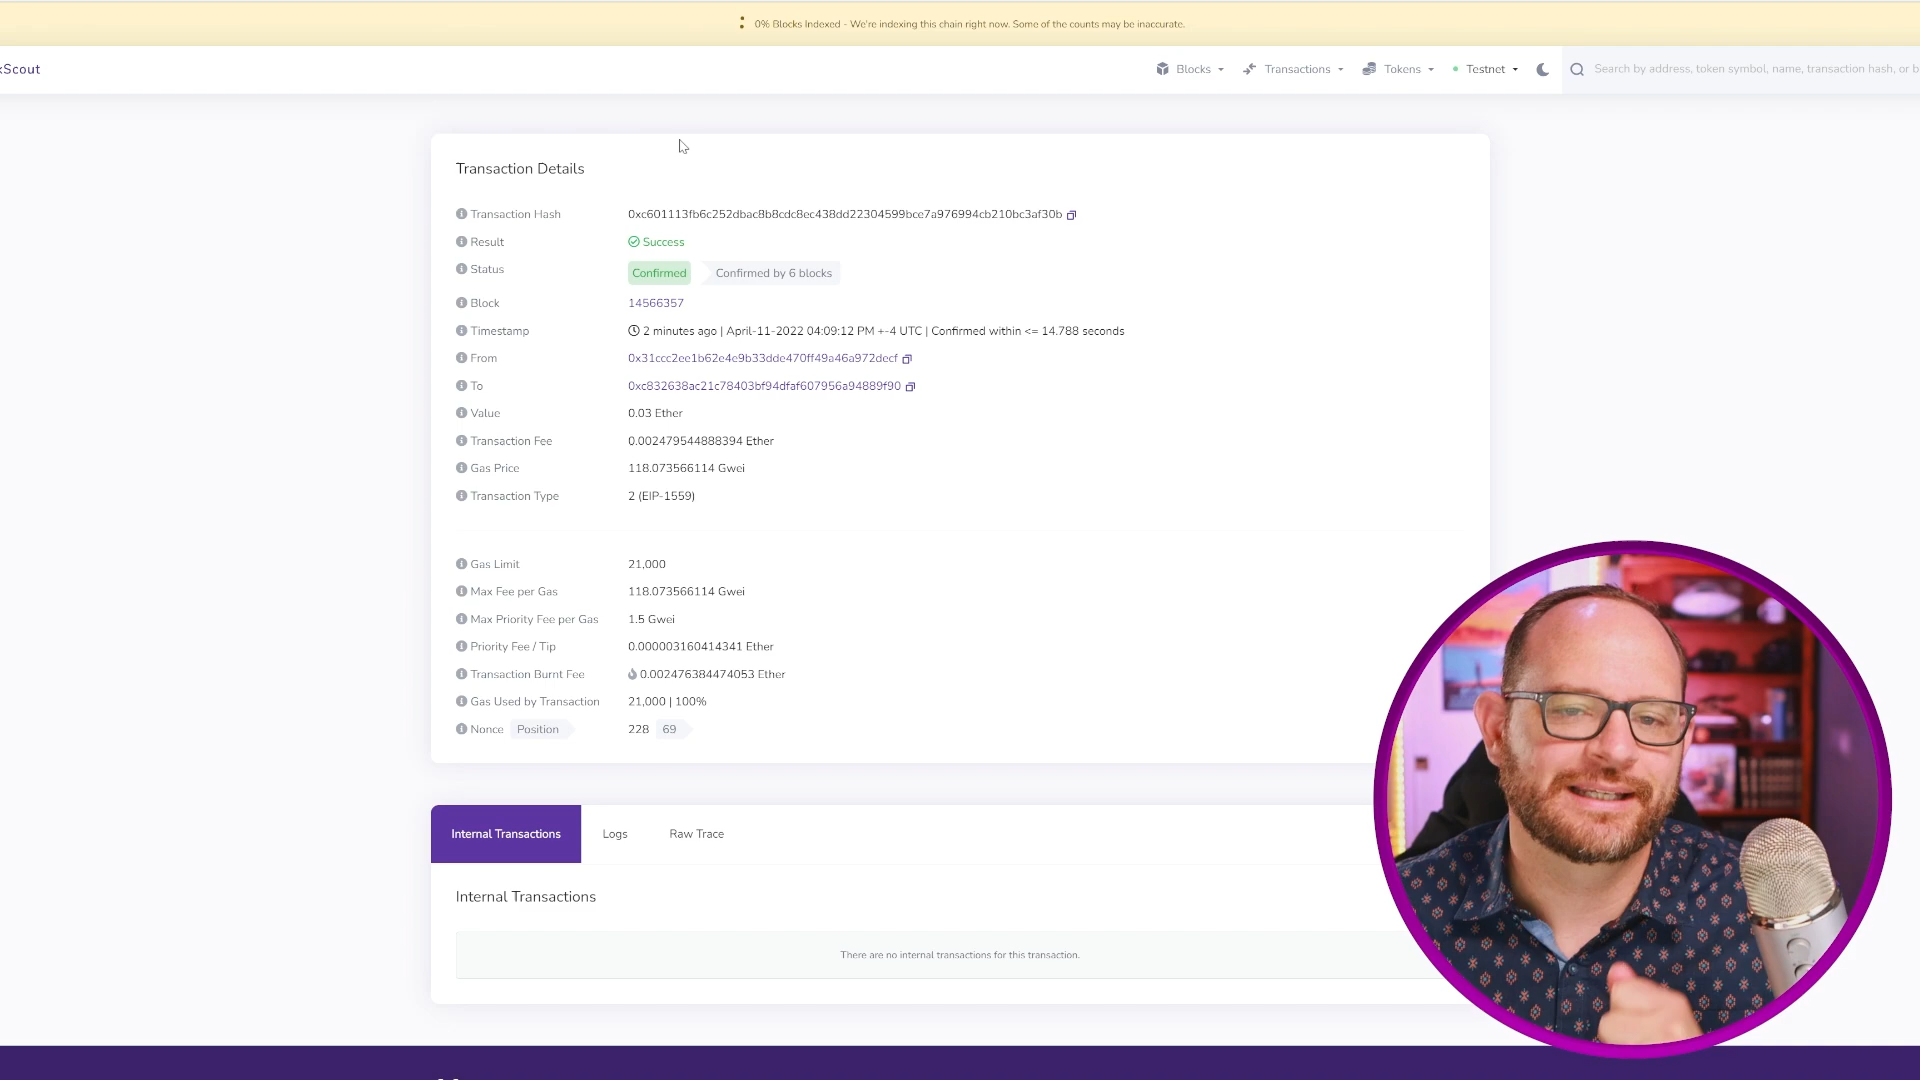 0% Blocks Indexed - We're indexing this chain right now. Some of the counts may be inaccurate.
kScout
Blocks
Transactions
Tokens
Testnet
Search by address, token symbol, name, transaction hash, or b
Transaction Details
Transaction Hash 0xc601113fb6c252dbac8b8cdc8ec438dd22304599bce7a976994cb210bc3af30b
Result Success
Status Confirmed Confirmed by 6 blocks
Block 14566357
Timestamp 2 minutes ago | April-11-2022 04:09:12 PM +-4 UTC | Confirmed within <= 14.788 seconds
From 0x31ccc2ee1b62e4e9b33dde470ff49a46a972decf
To 0xc832638ac21c78403bf94dfaf607956a94889f90
Value 0.03 Ether
Transaction Fee 0.002479544888394 Ether
Gas Price 118.073566114 Gwei
Transaction Type 2 (EIP-1559)
Gas Limit 21,000
Max Fee per Gas 118.073566114 Gwei
Max Priority Fee per Gas 1.5 Gwei
Priority Fee / Tip 0.000003160414341 Ether
Transaction Burnt Fee 0.002476384474053 Ether
Gas Used by Transaction 21,000 | 100%
Nonce Position 228 69
Internal Transactions
Logs
Raw Trace
Internal Transactions
There are no internal transactions for this transaction.